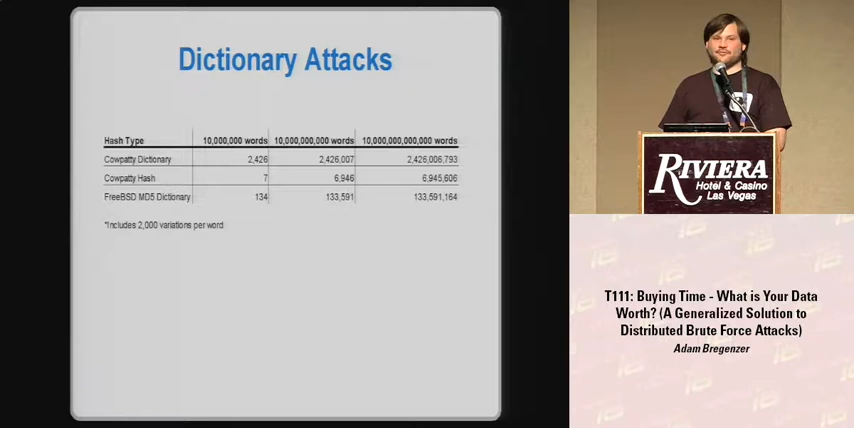 Dictionary Attacks
Hash Type 10,000,000 words 10,000,000,000 words 10,000,000,000,000 words
Cowpatty Dictionary 2,426 2,426,007 2,426,006,793
Cowpatty Hash 7 6,946 6,945,606
FreeBSD MD5 Dictionary 134 133,591 133,591,164
*Includes 2,000 variations per word
RIVIERA
Hotel & Casino
Las Vegas
T111: Buying Time - What is Your Data
Worth? (A Generalized Solution to
Distributed Brute Force Attacks)
Adam Bregenzer